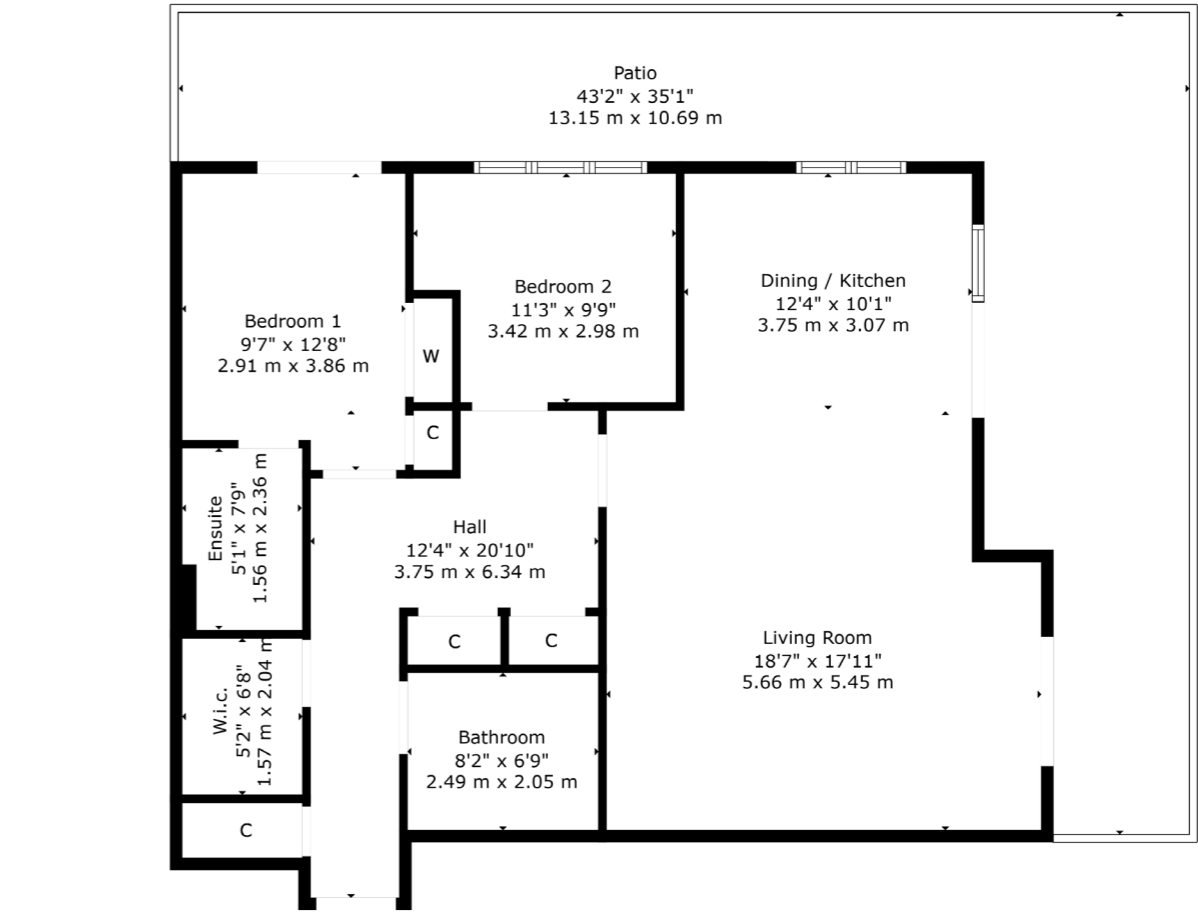 Patio
43'2" x 35'1"
13.15 m x 10.69 m
Dining / Kitchen
12'4" x 10'1"
3.75 m x 3.07 m
Bedroom 2
11'3" x 9'9"
3.42 m x 2.98 m
Bedroom 1
9'7" x 12'8"
2.91 m x 3.86 m
W
C
Ensuite
5'1" x 7'9"
1.56 m x 2.36 m
Hall
12'4" x 20'10"
3.75 m x 6.34 m
C
C
Living Room
18'7" x 17'11"
5.66 m x 5.45 m
W.i.c.
5'2" x 6'8"
1.57 m x 2.04 m
Bathroom
8'2" x 6'9"
2.49 m x 2.05 m
C